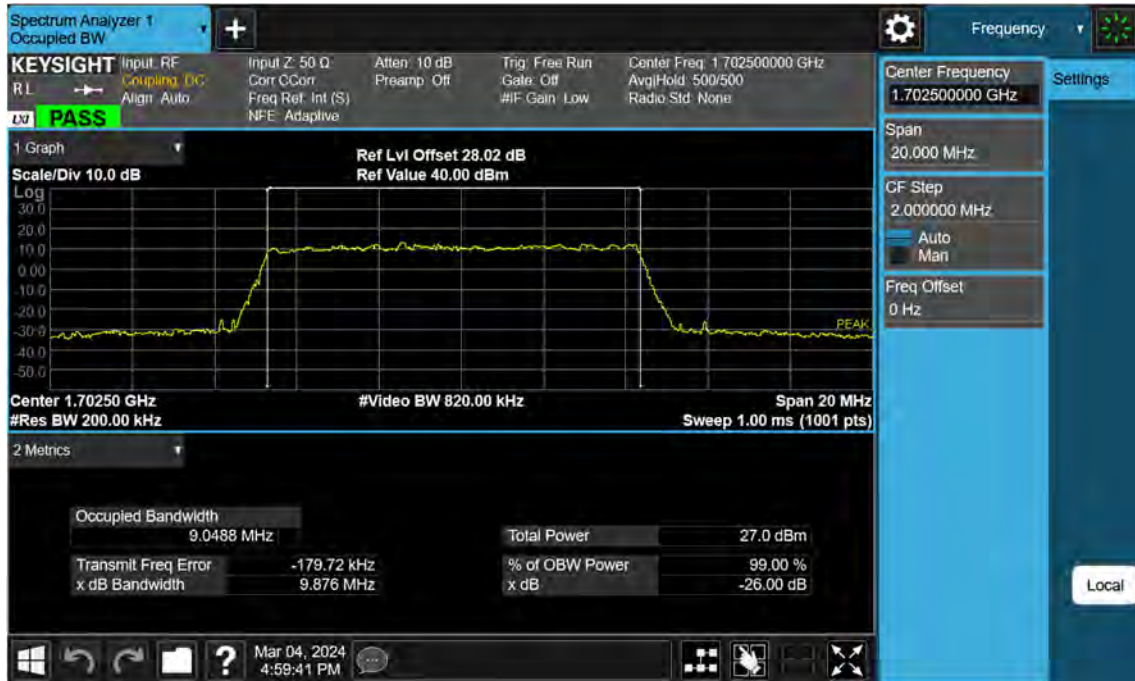 Spectrum Analyzer 1
Occupied BW
+
Frequency
KEYSIGHT
RL
LXI
PASS
Input: RF
Coupling: DC
Align: Auto
Input Z: 50 Ω
Corr CCorr
Freq Ref: Int (S)
NFE: Adaptive
Atten: 10 dB
Preamp: Off
Trig: Free Run
Gate: Off
#IF Gain: Low
Center Freq: 1.702500000 GHz
Avg|Hold: 500/500
Radio Std: None
Center Frequency
1.702500000 GHz
Settings
Span
20.000 MHz
CF Step
2.000000 MHz
Auto
Man
Freq Offset
0 Hz
1 Graph
Scale/Div 10.0 dB
Ref Lvl Offset 28.02 dB
Ref Value 40.00 dBm
Log
30.0
20.0
10.0
0.00
-10.0
-20.0
-30.0
-40.0
-50.0
PEAK
Center 1.70250 GHz
#Video BW 820.00 kHz
Span 20 MHz
#Res BW 200.00 kHz
Sweep 1.00 ms (1001 pts)
2 Metrics
Occupied Bandwidth
9.0488 MHz
Total Power 27.0 dBm
Transmit Freq Error -179.72 kHz
% of OBW Power 99.00 %
x dB Bandwidth 9.876 MHz
x dB -26.00 dB
Local
?
Mar 04, 2024
4:59:41 PM